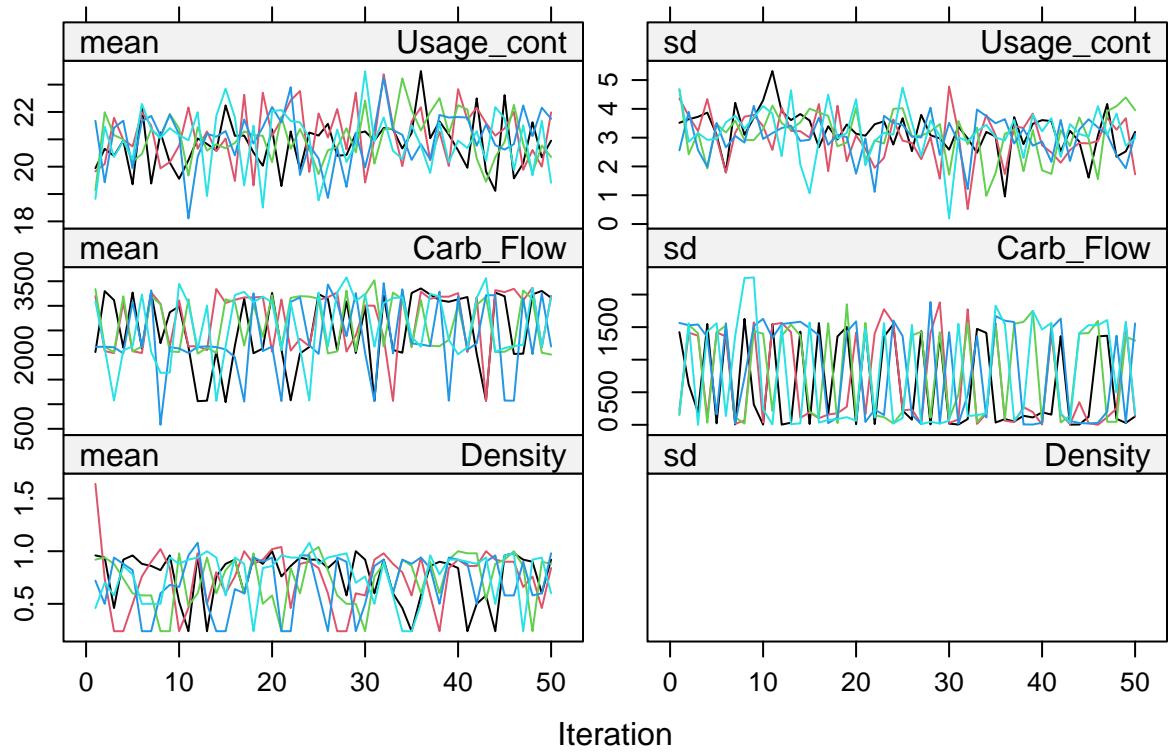 mean Usage_cont
sd Usage_cont
18 20 22
0 1 2 3 4 5
mean Carb_Flow
sd Carb_Flow
500 2000 3500
0 500 1500
mean Density
sd Density
0.5 1.0 1.5
0 10 20 30 40 50
0 10 20 30 40 50
Iteration